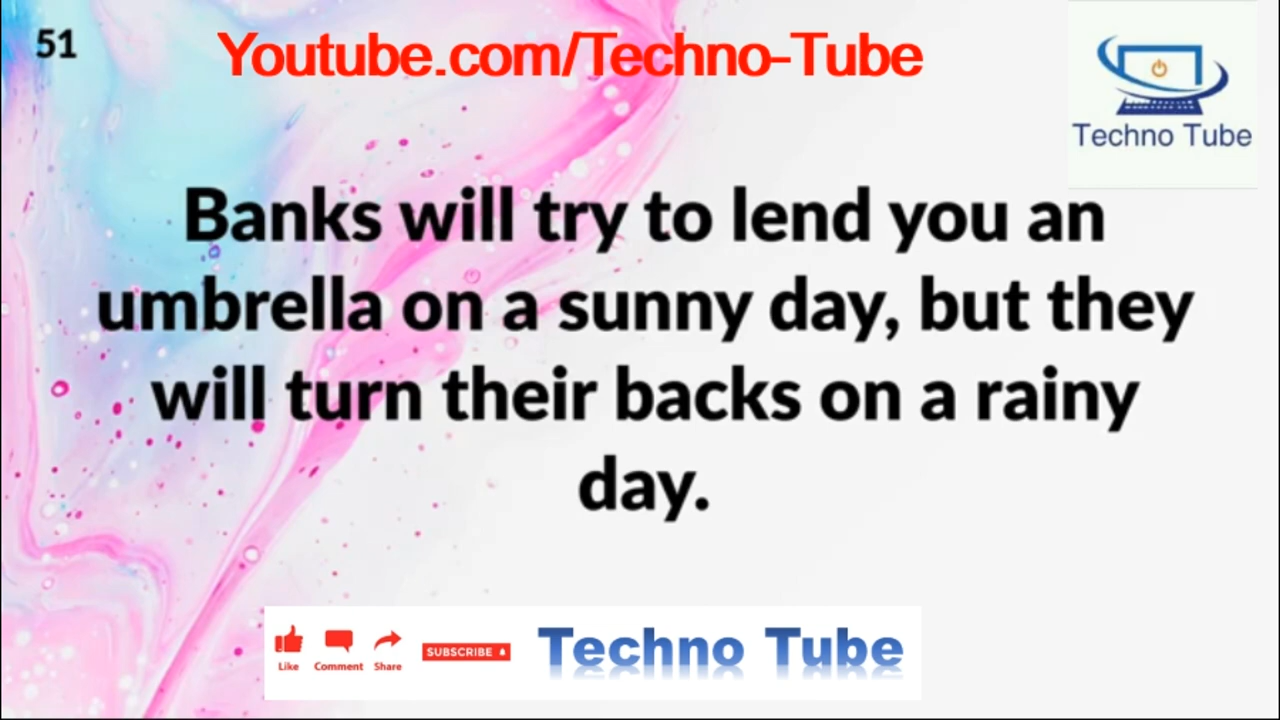 51
Youtube.com/Techno-Tube
Techno Tube
Banks will try to lend you an
umbrella on a sunny day, but they
will turn their backs on a rainy
day.
Like Comment Share
SUBSCRIBE
Techno Tube